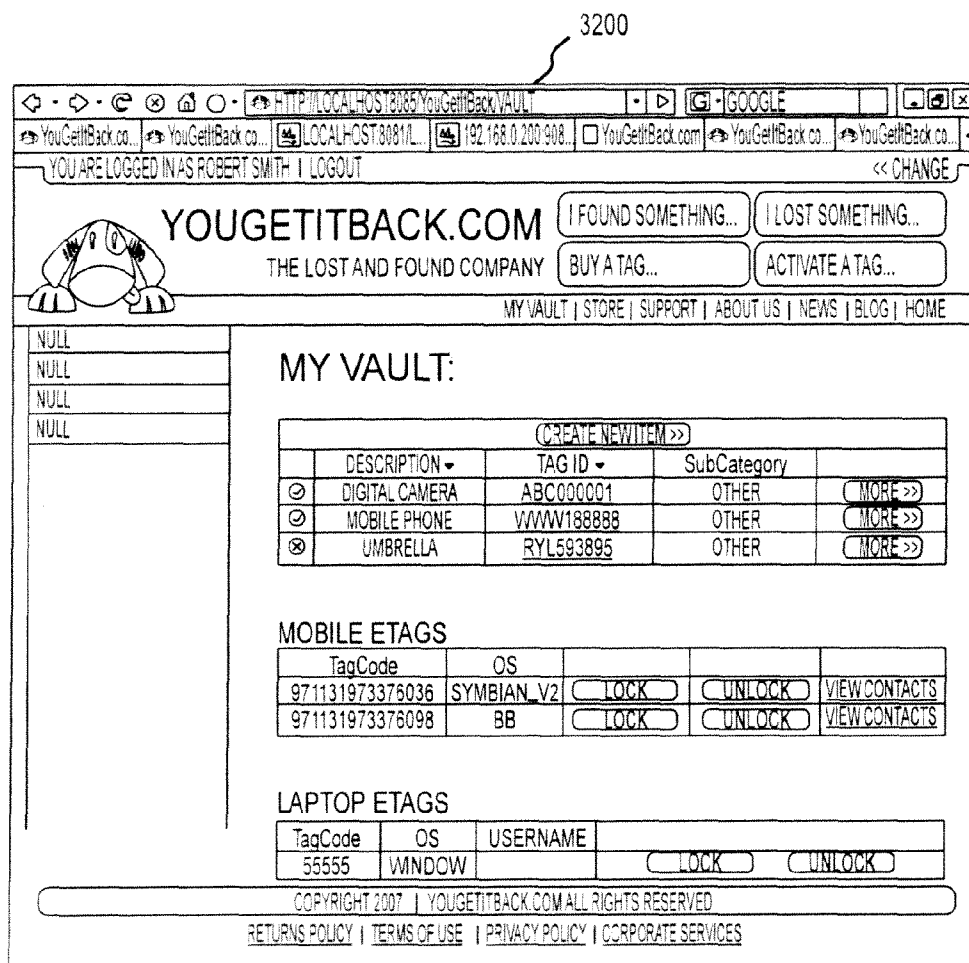 3200
HTTP://LOCALHOST8085/YouGetItBack/VAULT G GOOGLE
YouGetItBack.co... YouGetItBack.co... LOCALHOST:8081/L... 192.168.0.200:908... YouGetItBack.com YouGetItBack.co... YouGetItBack.co...
YOU ARE LOGGED IN AS ROBERT SMITH | LOGOUT << CHANGE
YOUGETITBACK.COM
THE LOST AND FOUND COMPANY
I FOUND SOMETHING... I LOST SOMETHING...
BUY A TAG... ACTIVATE A TAG...
MY VAULT | STORE | SUPPORT | ABOUT US | NEWS | BLOG | HOME
NULL
NULL
NULL
NULL
MY VAULT:
CREATE NEW ITEM >>
DESCRIPTION TAG ID SubCategory
DIGITAL CAMERA ABC000001 OTHER MORE >>
MOBILE PHONE WWW188888 OTHER MORE >>
UMBRELLA RYL593895 OTHER MORE >>
MOBILE ETAGS
TagCode OS
971131973376036 SYMBIAN_V2 LOCK UNLOCK VIEW CONTACTS
971131973376098 BB LOCK UNLOCK VIEW CONTACTS
LAPTOP ETAGS
TagCode OS USERNAME
55555 WINDOW LOCK UNLOCK
COPYRIGHT 2007 | YOUGETITBACK.COM ALL RIGHTS RESERVED
RETURNS POLICY | TERMS OF USE | PRIVACY POLICY | CORPORATE SERVICES